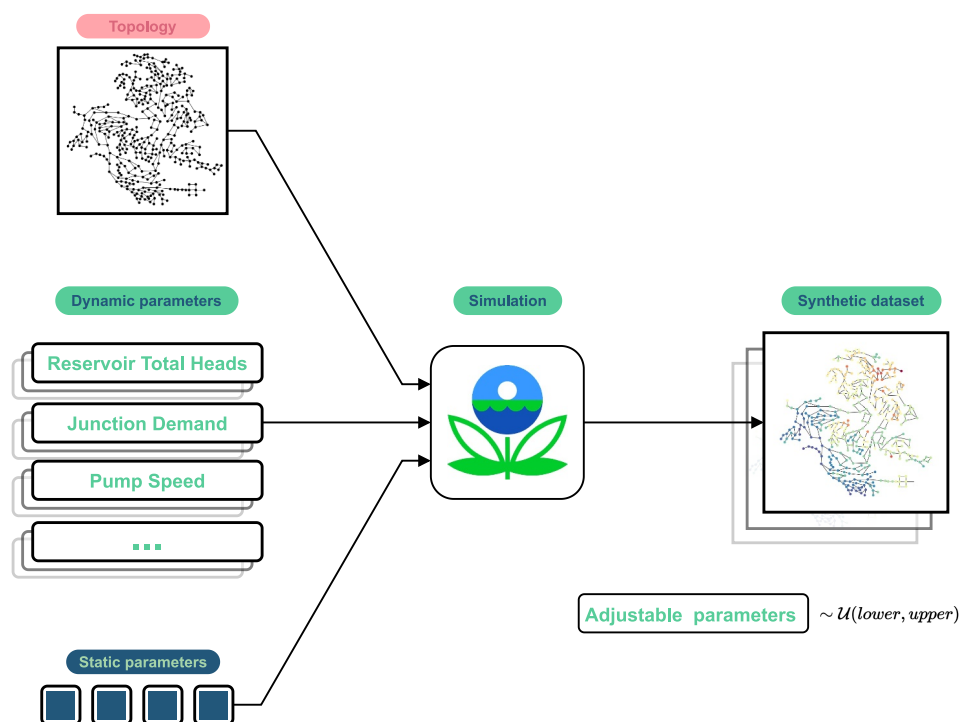 Topology
Dynamic parameters
Simulation
Synthetic dataset
Reservoir Total Heads
Junction Demand
Pump Speed
...
Adjustable parameters ~ U(lower, upper)
Static parameters